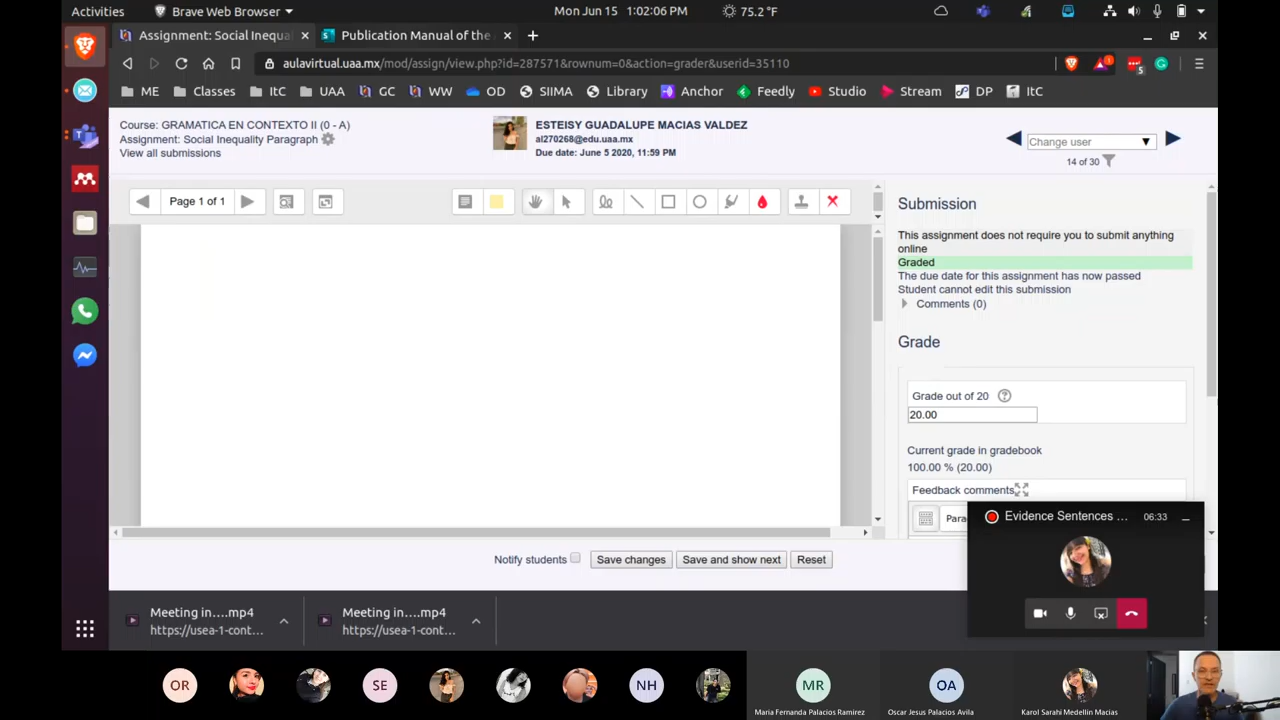 Activities
Brave Web Browser
Mon Jun 15 1:02:06 PM
75.2 °F
Assignment: Social Inequal
Publication Manual of the
aulavirtual.uaa.mx/mod/assign/view.php?id=287571&rownum=0&action=grader&userid=35110
1
5
ME
Classes
ItC
UAA
GC
WW
OD
SIIMA
Library
Anchor
Feedly
Studio
Stream
DP
ItC
Course: GRAMATICA EN CONTEXTO II (0 - A)
Assignment: Social Inequality Paragraph
View all submissions
ESTEISY GUADALUPE MACIAS VALDEZ
al270268@edu.uaa.mx
Due date: June 5 2020, 11:59 PM
Change user
14 of 30
Page 1 of 1
Submission
This assignment does not require you to submit anything
online
Graded
The due date for this assignment has now passed
Student cannot edit this submission
Comments (0)
Grade
Grade out of 20
20.00
Current grade in gradebook
100.00 % (20.00)
Feedback comments
Para
Notify students
Save changes
Save and show next
Reset
Evidence Sentences ...
06:33
Meeting in....mp4
https://usea-1-cont...
Meeting in....mp4
https://usea-1-cont...
OR
SE
NH
MR
OA
Maria Fernanda Palacios Ramirez
Oscar Jesus Palacios Avila
Karol Sarahi Medellin Macias